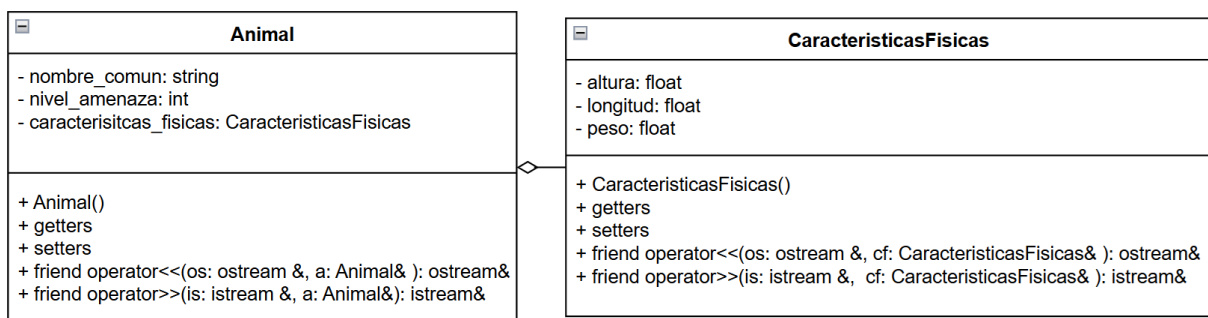 Animal
- nombre_comun: string
- nivel_amenaza: int
- caracterisitcas_fisicas: CaracteristicasFisicas
+ Animal()
+ getters
+ setters
+ friend operator<<(os: ostream &, a: Animal& ): ostream&
+ friend operator>>(is: istream &, a: Animal&): istream&
CaracteristicasFisicas
- altura: float
- longitud: float
- peso: float
+ CaracteristicasFisicas()
+ getters
+ setters
+ friend operator<<(os: ostream &, cf: CaracteristicasFisicas& ): ostream&
+ friend operator>>(is: istream &,  cf: CaracteristicasFisicas& ): istream&